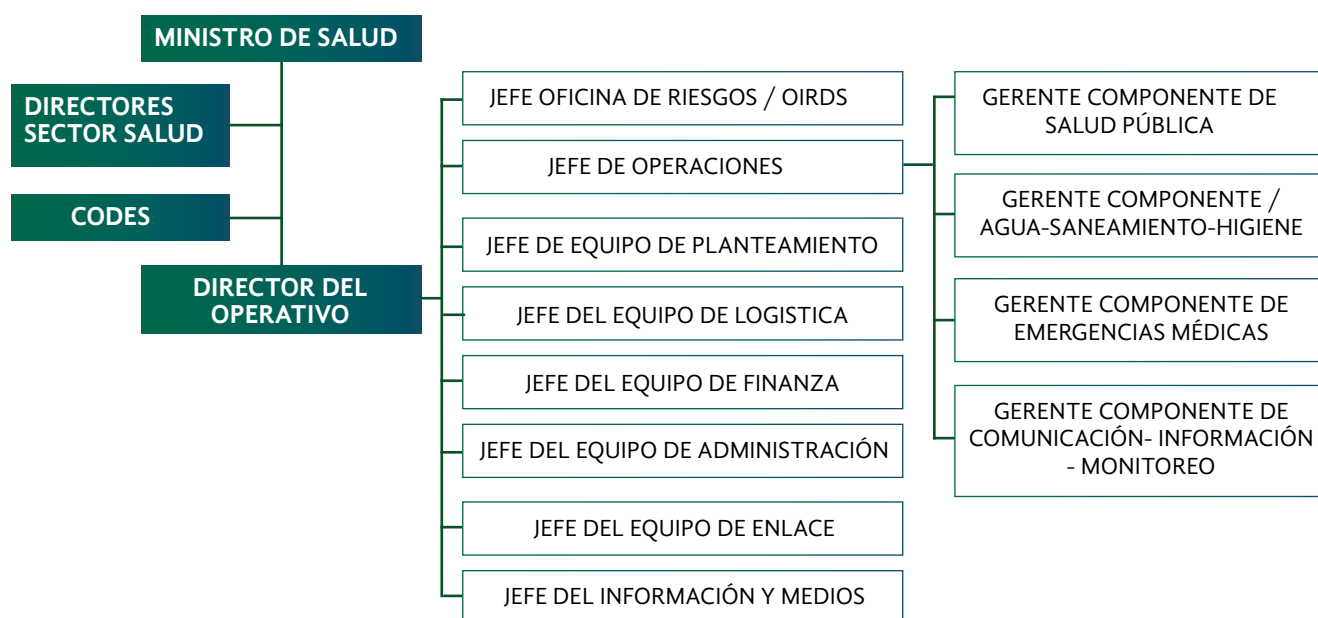 MINISTRO DE SALUD
DIRECTORES
SECTOR SALUD
CODES
DIRECTOR DEL
OPERATIVO
JEFE OFICINA DE RIESGOS / OIRDS
JEFE DE OPERACIONES
JEFE DE EQUIPO DE PLANTEAMIENTO
JEFE DEL EQUIPO DE LOGISTICA
JEFE DEL EQUIPO DE FINANZA
JEFE DEL EQUIPO DE ADMINISTRACIÓN
JEFE DEL EQUIPO DE ENLACE
JEFE DEL INFORMACIÓN Y MEDIOS
GERENTE COMPONENTE DE
SALUD PÚBLICA
GERENTE COMPONENTE /
AGUA-SANEAMIENTO-HIGIENE
GERENTE COMPONENTE DE
EMERGENCIAS MÉDICAS
GERENTE COMPONENTE DE
COMUNICACIÓN- INFORMACIÓN
- MONITOREO